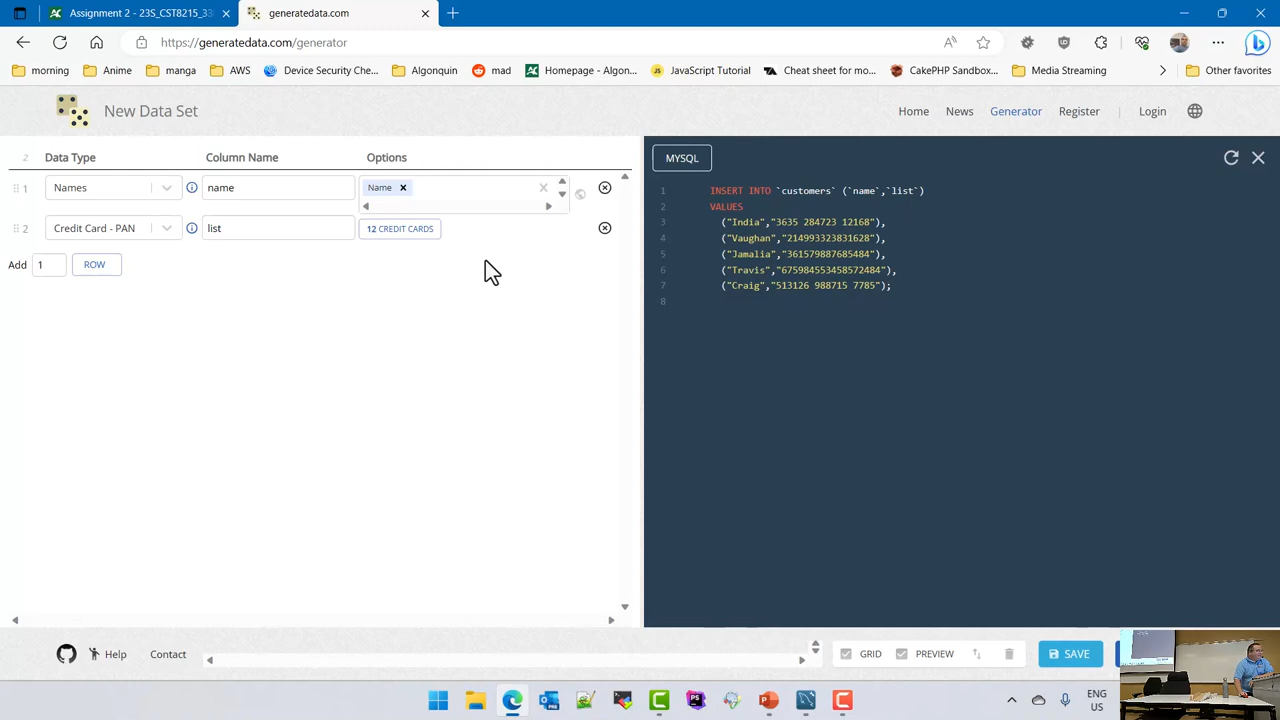 Assignment 2 - 23S_CST8215_33
generatedata.com
https://generatedata.com/generator
morning
Anime
manga
AWS
Device Security Che...
Algonquin
mad
Homepage - Algon...
JavaScript Tutorial
Cheat sheet for mo...
CakePHP Sandbox...
Media Streaming
Other favorites
New Data Set
Home
News
Generator
Register
Login
2
Data Type
Column Name
Options
1
Names
name
Name
2
Credit Card - PAN
list
12 CREDIT CARDS
Add
1
ROW
MYSQL
1 INSERT INTO `customers` (`name`,`list`)
2 VALUES
3 ("India","3635 284723 12168"),
4 ("Vaughan","214993323831628"),
5 ("Jamalia","361579887685484"),
6 ("Travis","675984553458572484"),
7 ("Craig","513126 988715 7785");
8
Help
Contact
GRID
PREVIEW
SAVE
ENG
US